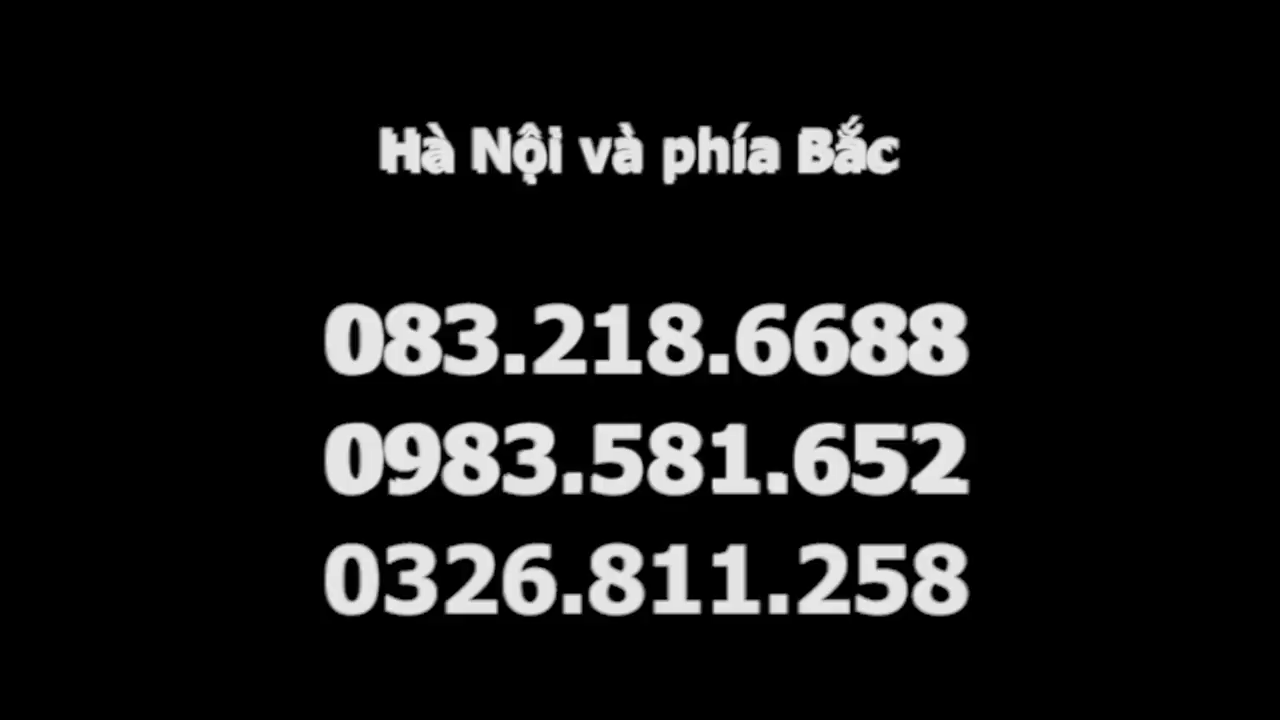 Hà Nội và phía Bắc
083.218.6688
0983.581.652
0326.811.258